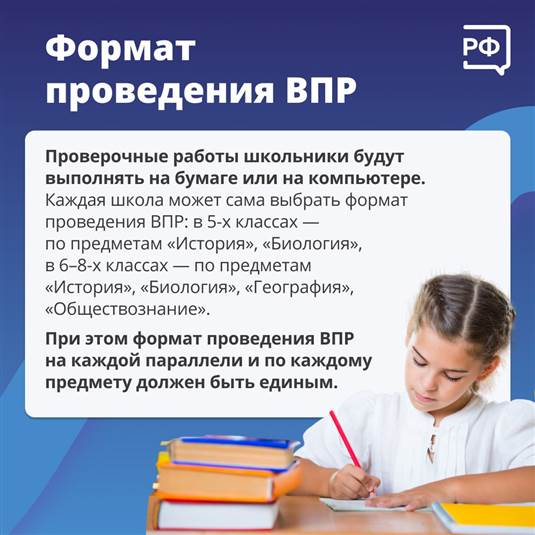 Формат
проведения ВПР
РФ
Проверочные работы школьники будут
выполнять на бумаге или на компьютере.
Каждая школа может сама выбрать формат
проведения ВПР: в 5-х классах —
по предметам «История», «Биология»,
в 6–8-х классах — по предметам
«История», «Биология», «География»,
«Обществознание».
При этом формат проведения ВПР
на каждой параллели и по каждому
предмету должен быть единым.